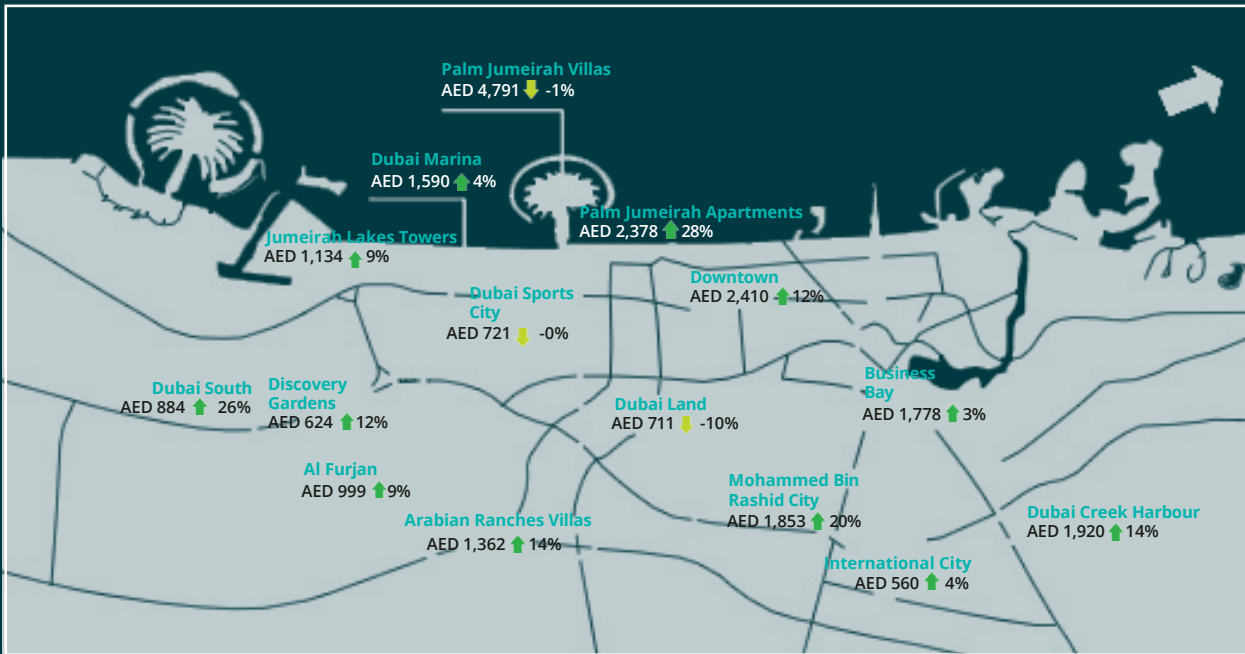 Palm Jumeirah Villas
AED 4,791 -1%
Dubai Marina
AED 1,590 4%
Palm Jumeirah Apartments
AED 2,378 28%
Jumeirah Lakes Towers
AED 1,134 9%
Downtown
AED 2,410 12%
Dubai Sports
City
AED 721 -0%
Dubai South
AED 884 26%
Discovery
Gardens
AED 624 12%
Dubai Land
AED 711 -10%
Business
Bay
AED 1,778 3%
Al Furjan
AED 999 9%
Mohammed Bin
Rashid City
AED 1,853 20%
Arabian Ranches Villas
AED 1,362 14%
Dubai Creek Harbour
AED 1,920 14%
International City
AED 560 4%